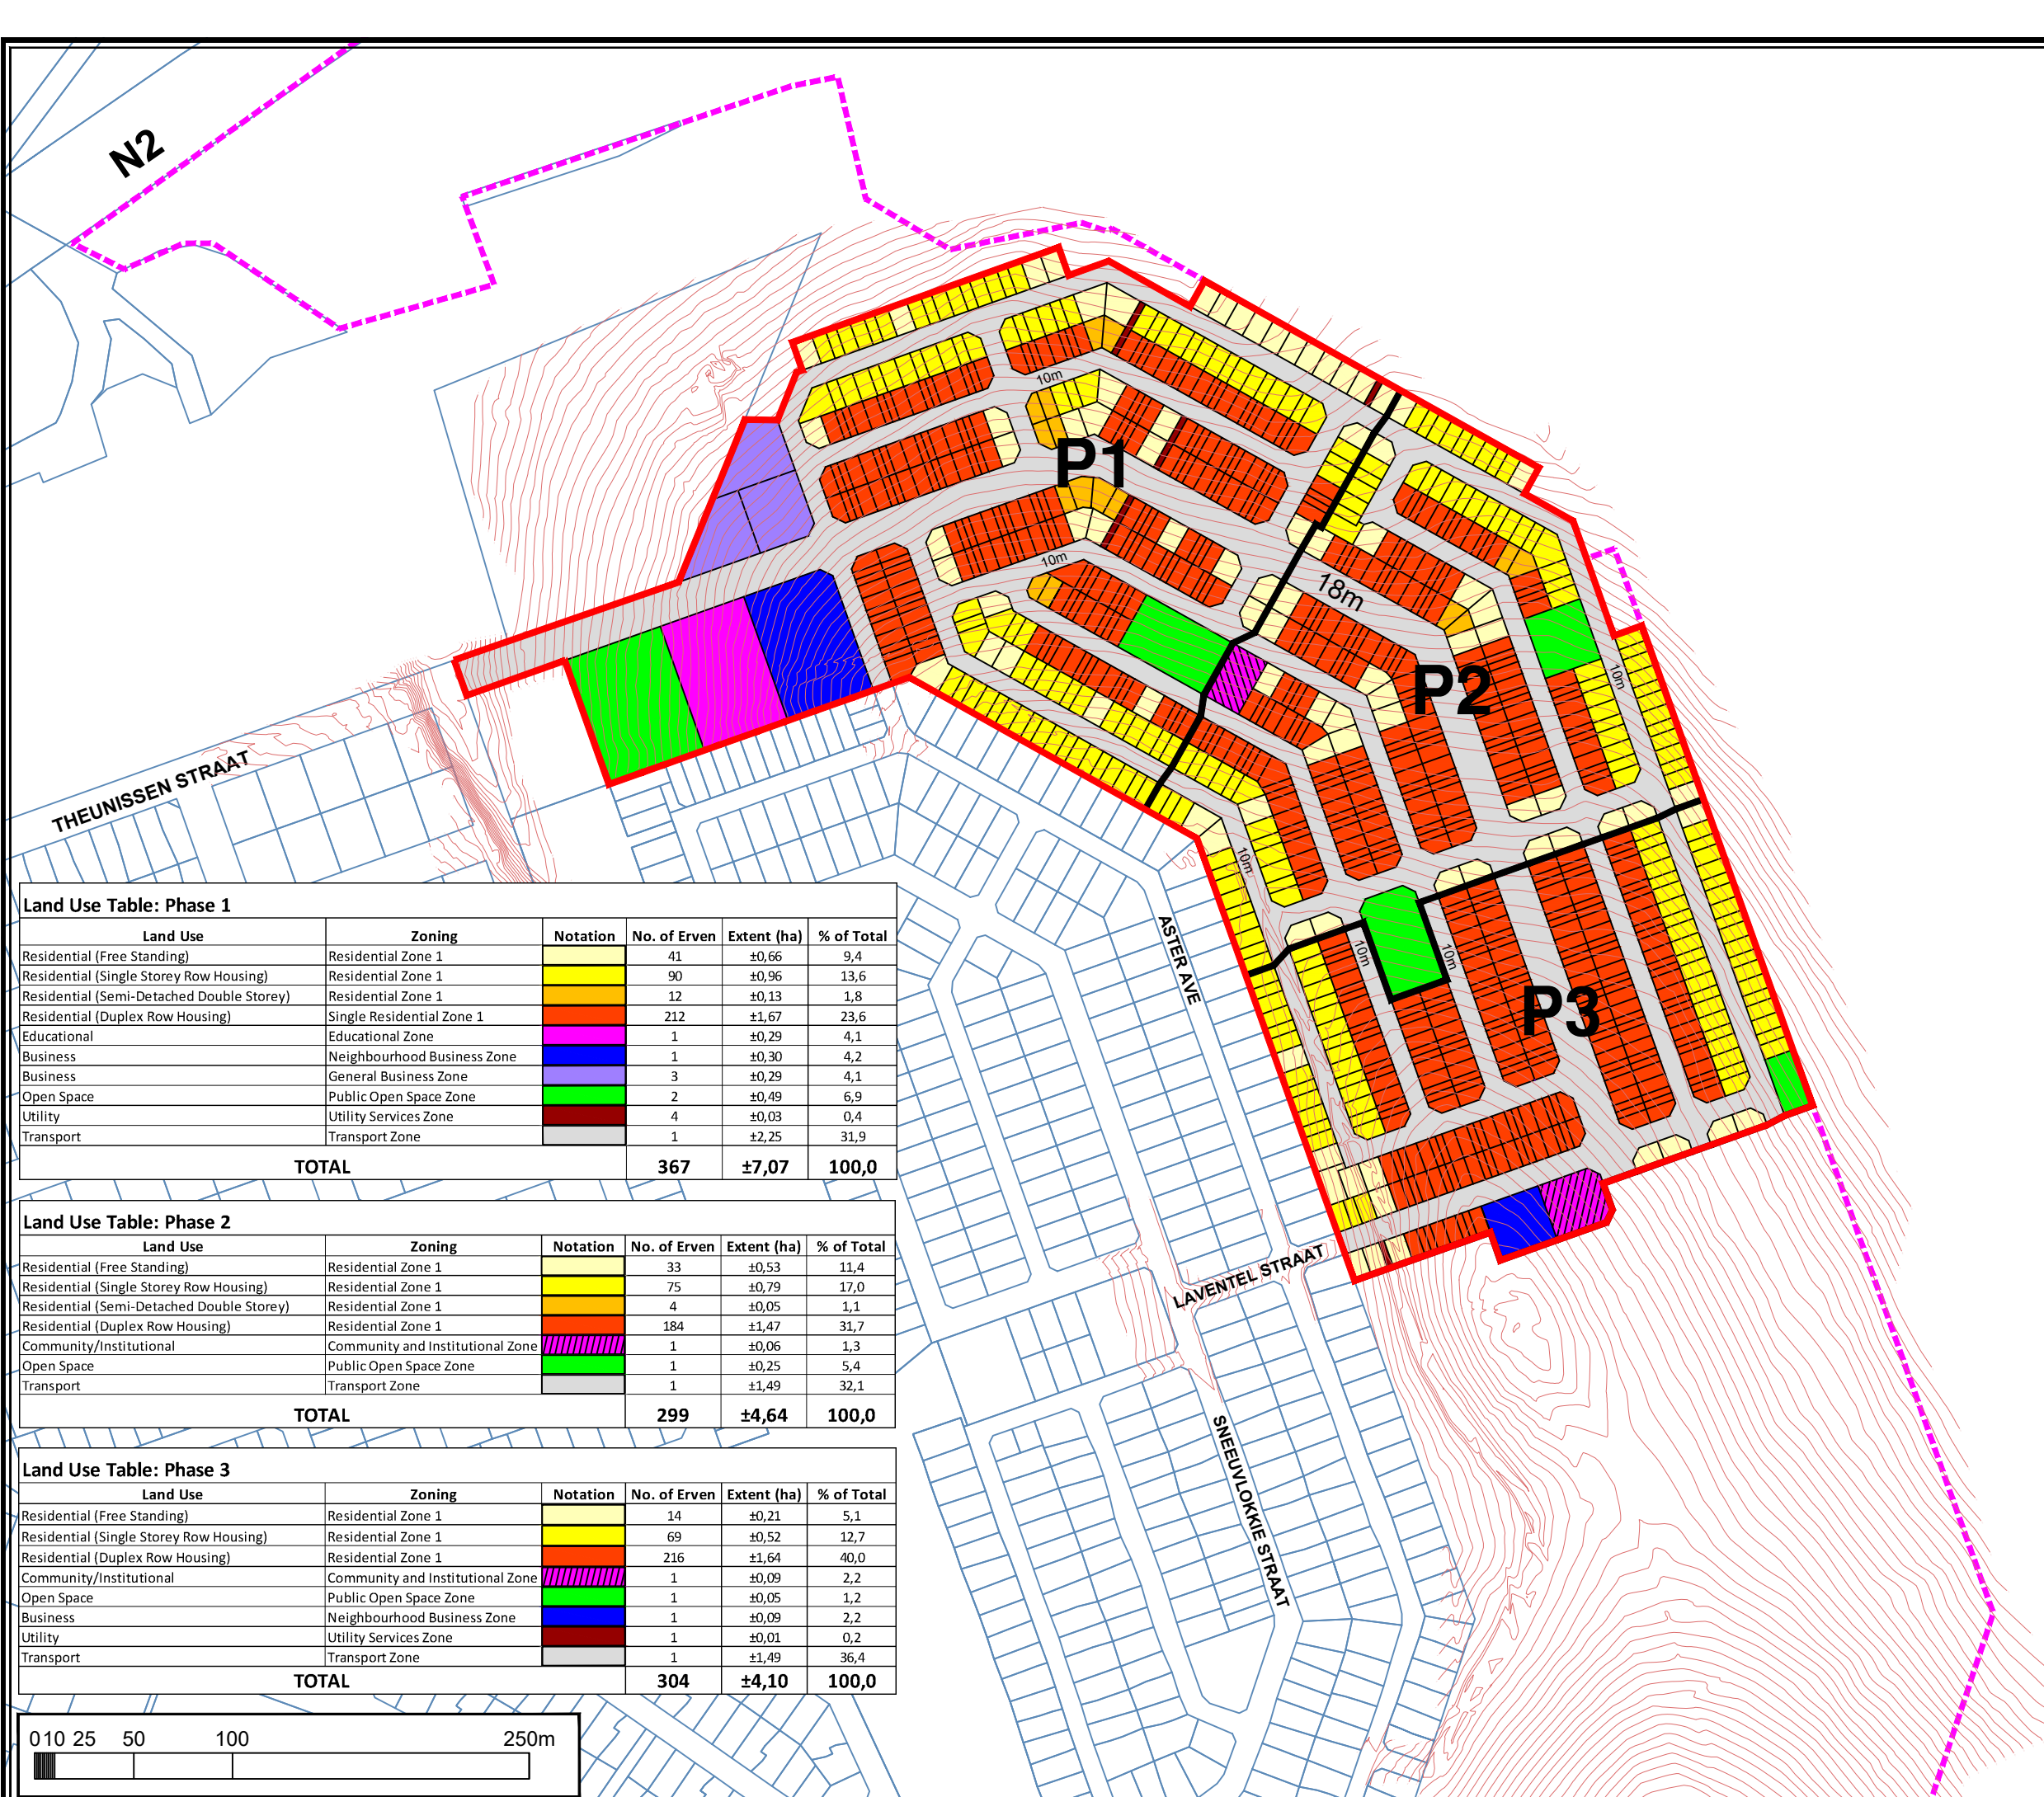 N2
10m
P1
10m
18m
P2
10m
THEUNISSEN STRAAT
10m
ASTER AVE
10m
10m
P3
LAVENTEL STRAAT
SNEEUVLOKKIE STRAAT
Land Use Table: Phase 1
Land Use Zoning Notation No. of Erven Extent (ha) % of Total
Residential (Free Standing) Residential Zone 1 41 ±0,66 9,4
Residential (Single Storey Row Housing) Residential Zone 1 90 ±0,96 13,6
Residential (Semi-Detached Double Storey) Residential Zone 1 12 ±0,13 1,8
Residential (Duplex Row Housing) Single Residential Zone 1 212 ±1,67 23,6
Educational Educational Zone 1 ±0,29 4,1
Business Neighbourhood Business Zone 1 ±0,30 4,2
Business General Business Zone 3 ±0,29 4,1
Open Space Public Open Space Zone 2 ±0,49 6,9
Utility Utility Services Zone 4 ±0,03 0,4
Transport Transport Zone 1 ±2,25 31,9
TOTAL 367 ±7,07 100,0
Land Use Table: Phase 2
Land Use Zoning Notation No. of Erven Extent (ha) % of Total
Residential (Free Standing) Residential Zone 1 33 ±0,53 11,4
Residential (Single Storey Row Housing) Residential Zone 1 75 ±0,79 17,0
Residential (Semi-Detached Double Storey) Residential Zone 1 4 ±0,05 1,1
Residential (Duplex Row Housing) Residential Zone 1 184 ±1,47 31,7
Community/Institutional Community and Institutional Zone 1 ±0,06 1,3
Open Space Public Open Space Zone 1 ±0,25 5,4
Transport Transport Zone 1 ±1,49 32,1
TOTAL 299 ±4,64 100,0
Land Use Table: Phase 3
Land Use Zoning Notation No. of Erven Extent (ha) % of Total
Residential (Free Standing) Residential Zone 1 14 ±0,21 5,1
Residential (Single Storey Row Housing) Residential Zone 1 69 ±0,52 12,7
Residential (Duplex Row Housing) Residential Zone 1 216 ±1,64 40,0
Community/Institutional Community and Institutional Zone 1 ±0,09 2,2
Open Space Public Open Space Zone 1 ±0,05 1,2
Business Neighbourhood Business Zone 1 ±0,09 2,2
Utility Utility Services Zone 1 ±0,01 0,2
Transport Transport Zone 1 ±1,49 36,4
TOTAL 304 ±4,10 100,0
0 10 25 50 100 250m